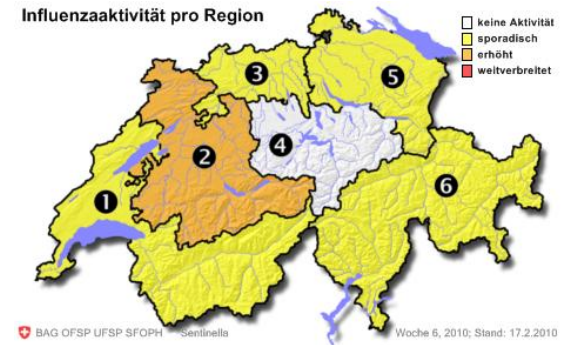 Influenzaaktivität pro Region
keine Aktivität
sporadisch
erhöht
weitverbreitet
3
5
2
4
1
6
BAG OFSP UFSP SFOPH Sentinella
Woche 6, 2010; Stand: 17.2.2010